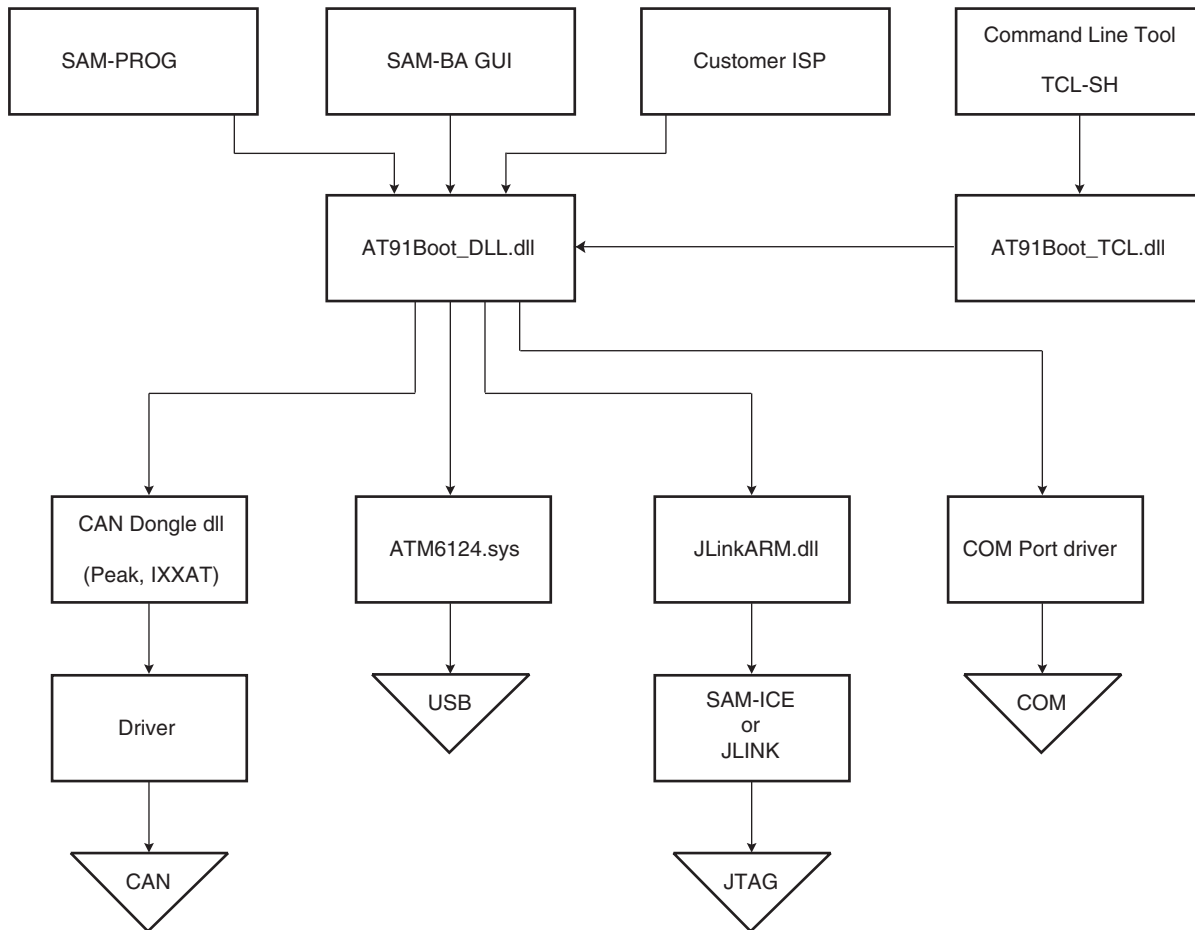 SAM-PROG
SAM-BA GUI
Customer ISP
Command Line Tool
TCL-SH
AT91Boot_DLL.dll
AT91Boot_TCL.dll
CAN Dongle dll
(Peak, IXXAT)
ATM6124.sys
JLinkARM.dll
COM Port driver
Driver
USB
SAM-ICE
or
JLINK
COM
CAN
JTAG